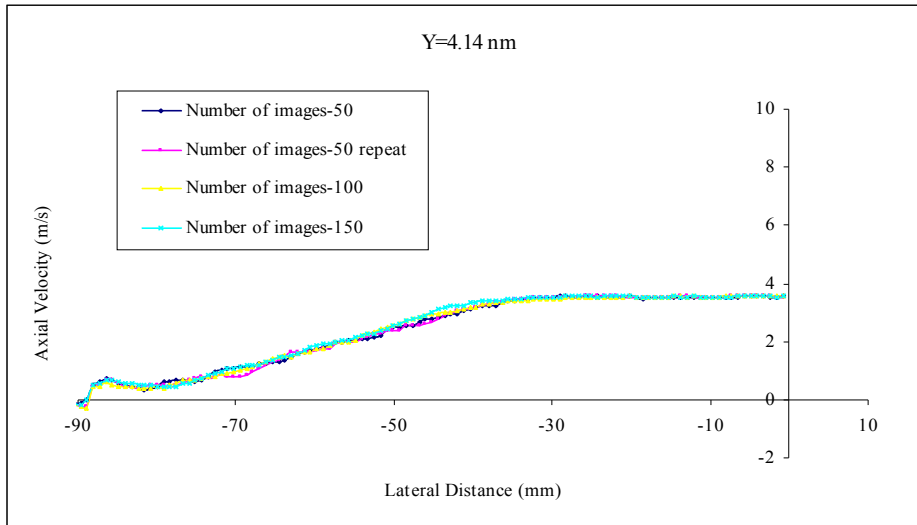 Y=4.14 nm
Number of images-50
Number of images-50 repeat
Number of images-100
Number of images-150
Axial Velocity (m/s)
10
8
6
4
2
0
-2
-90
-70
-50
-30
-10
10
Lateral Distance (mm)